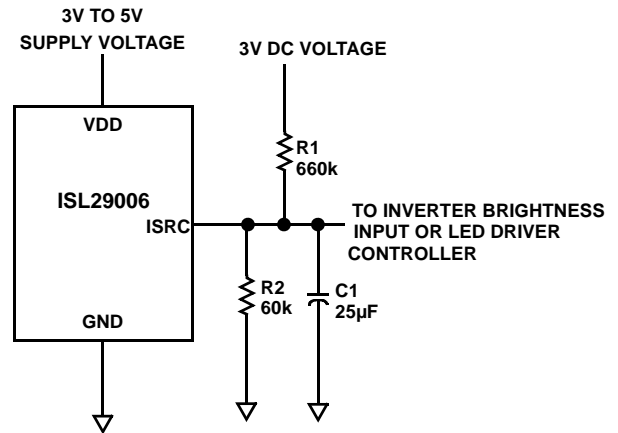 3V TO 5V
SUPPLY VOLTAGE
3V DC VOLTAGE
VDD
R1
660k
ISL29006
ISRC
TO INVERTER BRIGHTNESS
INPUT OR LED DRIVER
CONTROLLER
R2
60k
C1
25µF
GND